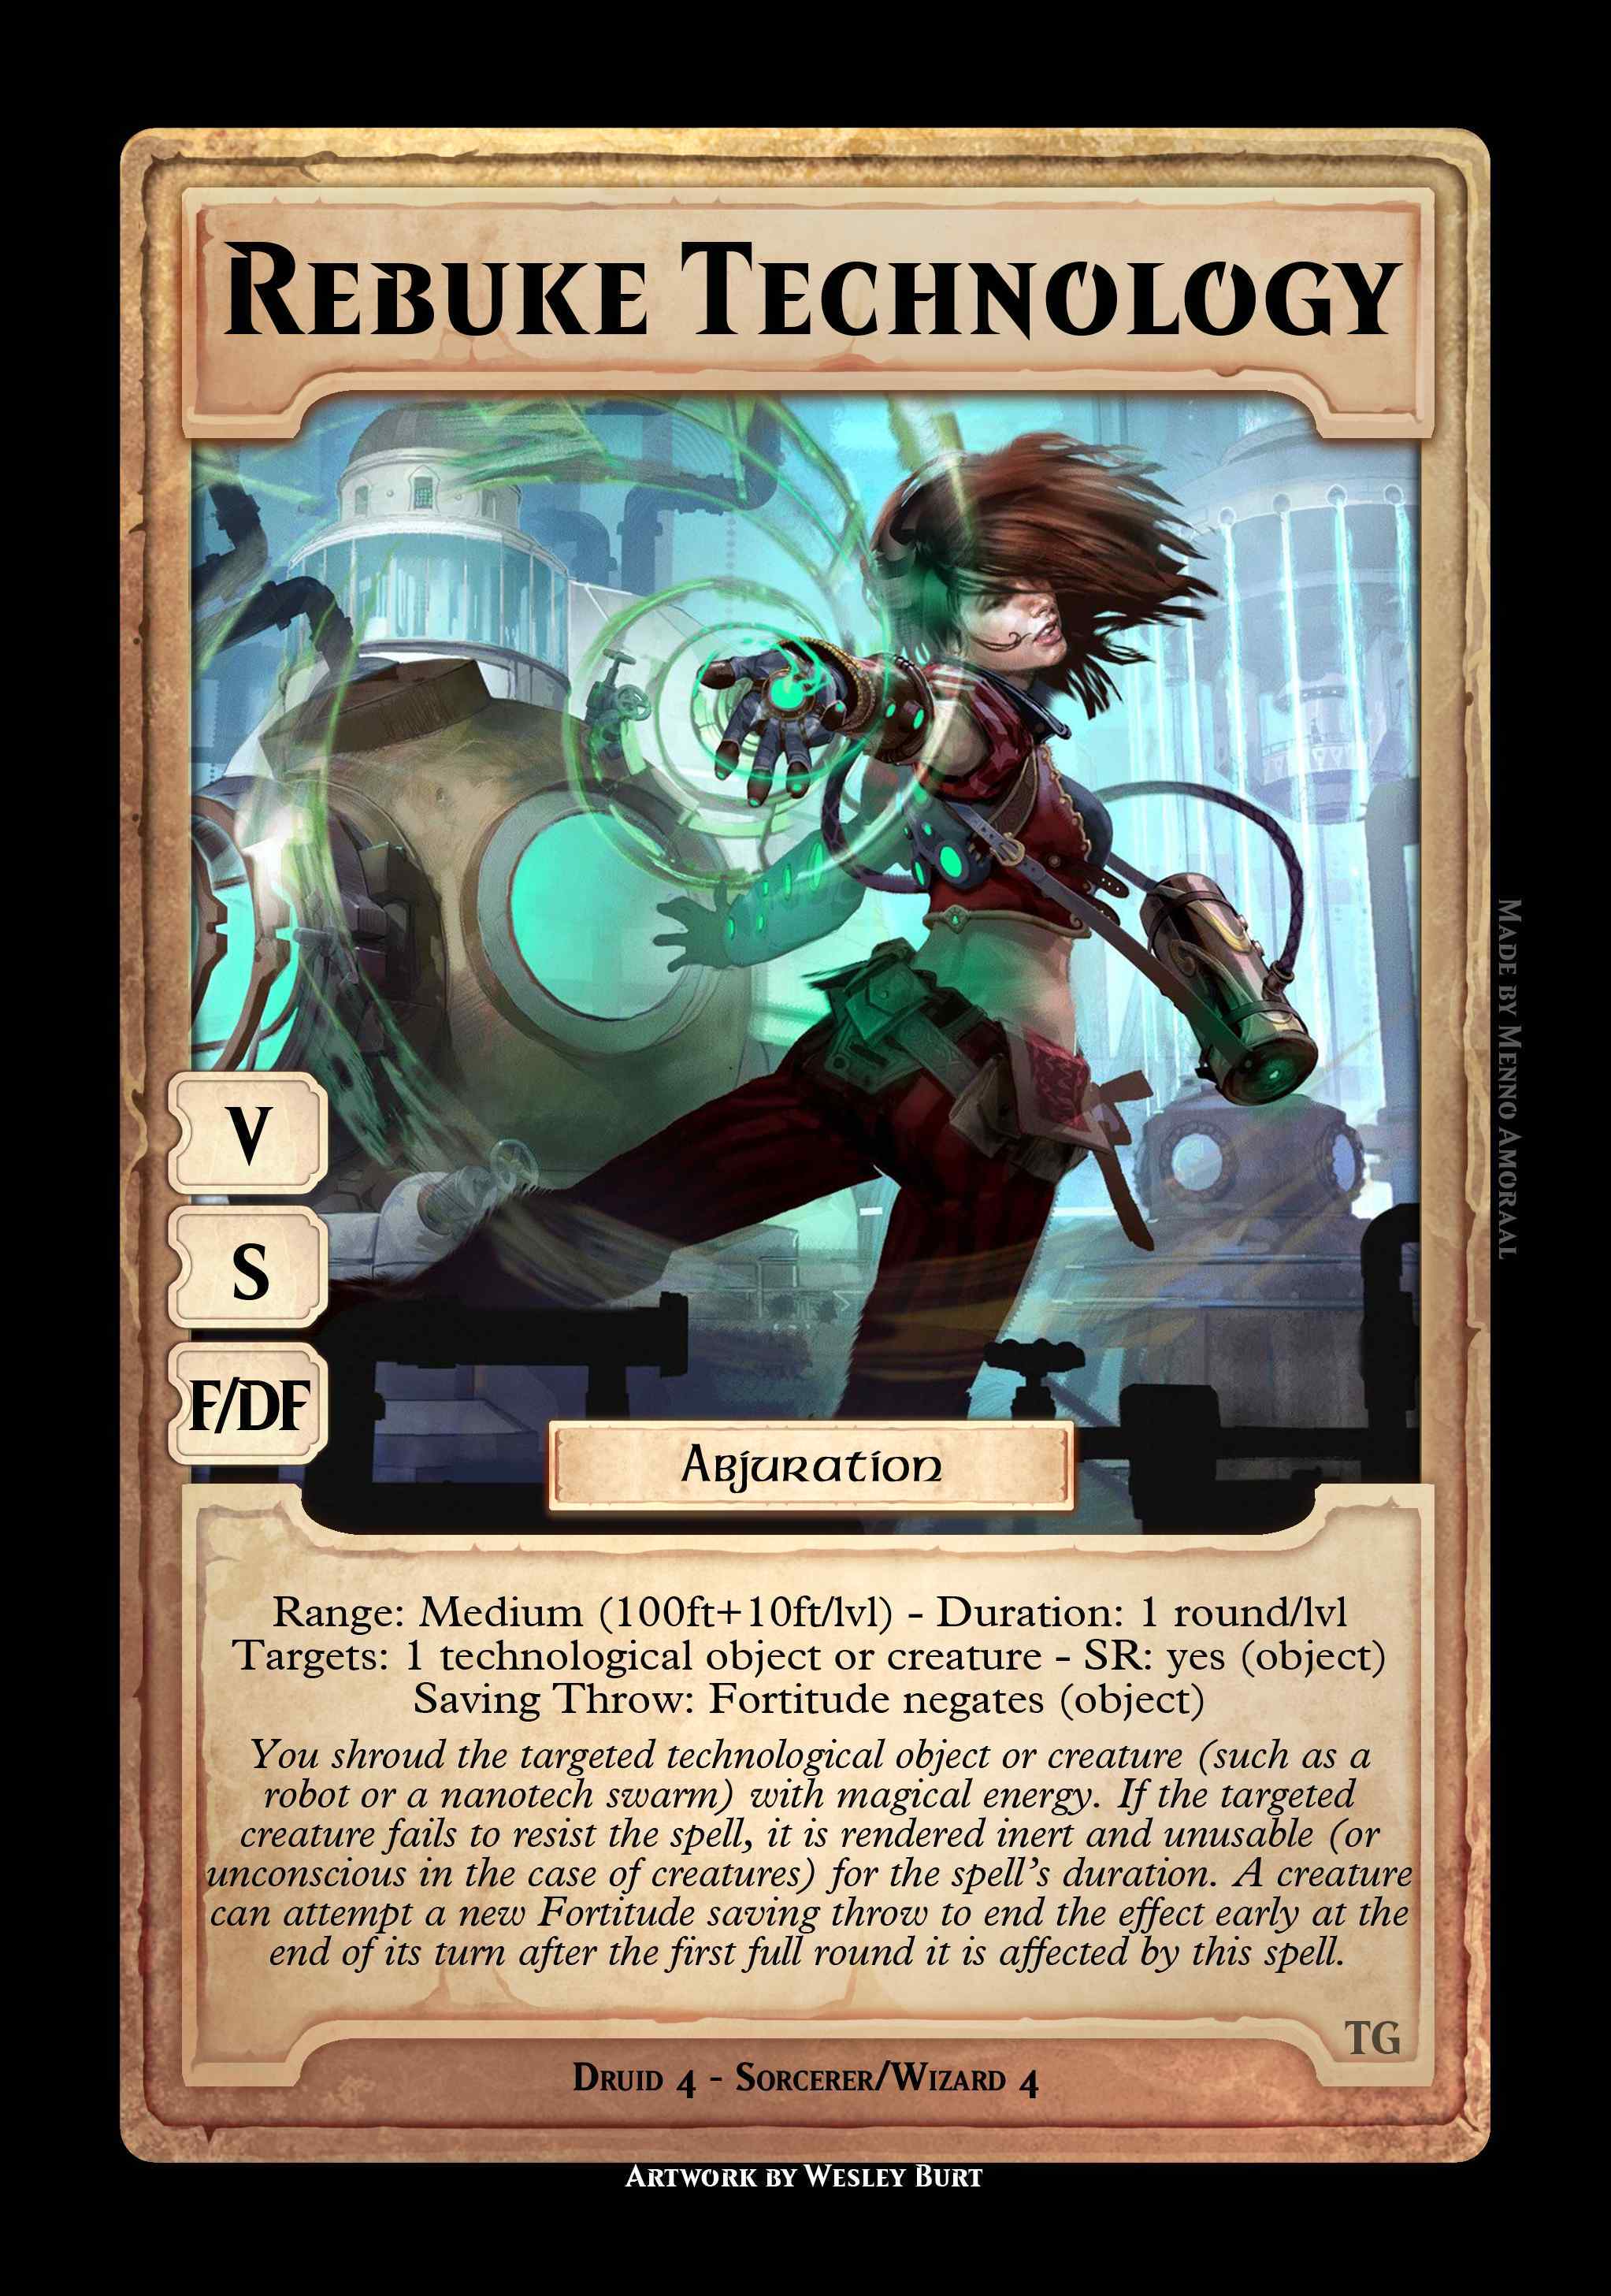 Rebuke Technology
V
S
F/DF
Abjuration
Range: Medium (100ft+10ft/lvl) - Duration: 1 round/lvl
Targets: 1 technological object or creature - SR: yes (object)
Saving Throw: Fortitude negates (object)
You shroud the targeted technological object or creature (such as a
robot or a nanotech swarm) with magical energy. If the targeted
creature fails to resist the spell, it is rendered inert and unusable (or
unconscious in the case of creatures) for the spell's duration. A creature
can attempt a new Fortitude saving throw to end the effect early at the
end of its turn after the first full round it is affected by this spell.
TG
Druid 4 - Sorcerer/Wizard 4
Artwork by Wesley Burt
Made by Menno Amoraal